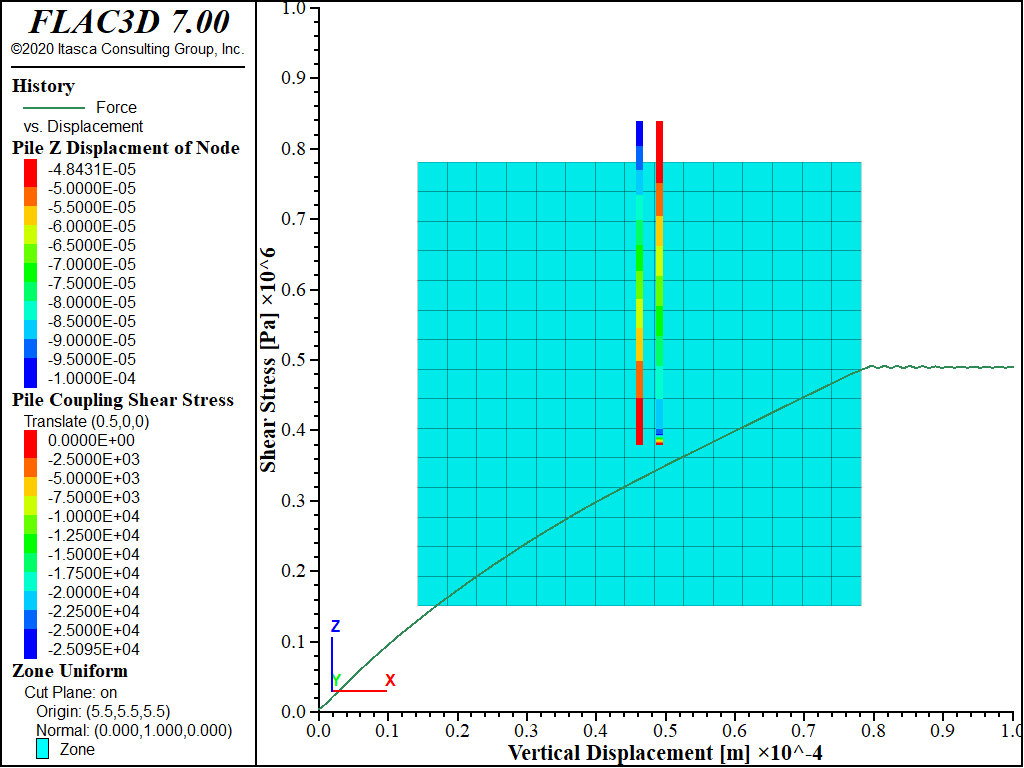 FLAC3D 7.00
©2020 Itasca Consulting Group, Inc.
History
Force
vs. Displacement
Pile Z Displacment of Node
-4.8431E-05
-5.0000E-05
-5.5000E-05
-6.0000E-05
-6.5000E-05
-7.0000E-05
-7.5000E-05
-8.0000E-05
-8.5000E-05
-9.0000E-05
-9.5000E-05
-1.0000E-04
Pile Coupling Shear Stress
Translate (0.5,0,0)
0.0000E+00
-2.5000E+03
-5.0000E+03
-7.5000E+03
-1.0000E+04
-1.2500E+04
-1.5000E+04
-1.7500E+04
-2.0000E+04
-2.2500E+04
-2.5000E+04
-2.5095E+04
Zone Uniform
Cut Plane: on
Origin: (5.5,5.5,5.5)
Normal: (0.000,1.000,0.000)
Zone
1.0
0.9
0.8
0.7
0.6
0.5
0.4
0.3
0.2
0.1
0.0
Shear Stress [Pa] ×10^6
Z
Y
X
0.0 0.1 0.2 0.3 0.4 0.5 0.6 0.7 0.8 0.9 1.0
Vertical Displacement [m] ×10^-4